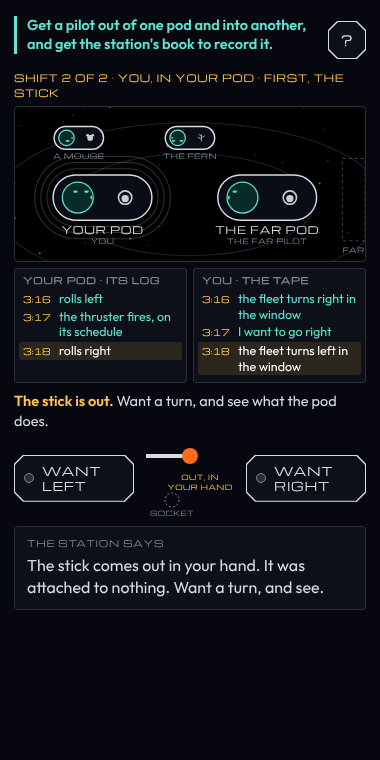 Get a pilot out of one pod and into another,
and get the station's book to record it.
?
SHIFT 2 OF 2 · YOU, IN YOUR POD · FIRST, THE
STICK
A MOUSE
THE FERN
YOUR POD
YOU
THE FAR POD
THE FAR PILOT
FAR
YOUR POD · ITS LOG
3:16 rolls left
3:17 the thruster fires, on
its schedule
3:18 rolls right
YOU · THE TAPE
3:16 the fleet turns right in
the window
3:17 I want to go right
3:18 the fleet turns left in
the window
The stick is out. Want a turn, and see what the pod
does.
WANT
LEFT
OUT, IN
YOUR HAND
SOCKET
WANT
RIGHT
THE STATION SAYS
The stick comes out in your hand. It was
attached to nothing. Want a turn, and see.